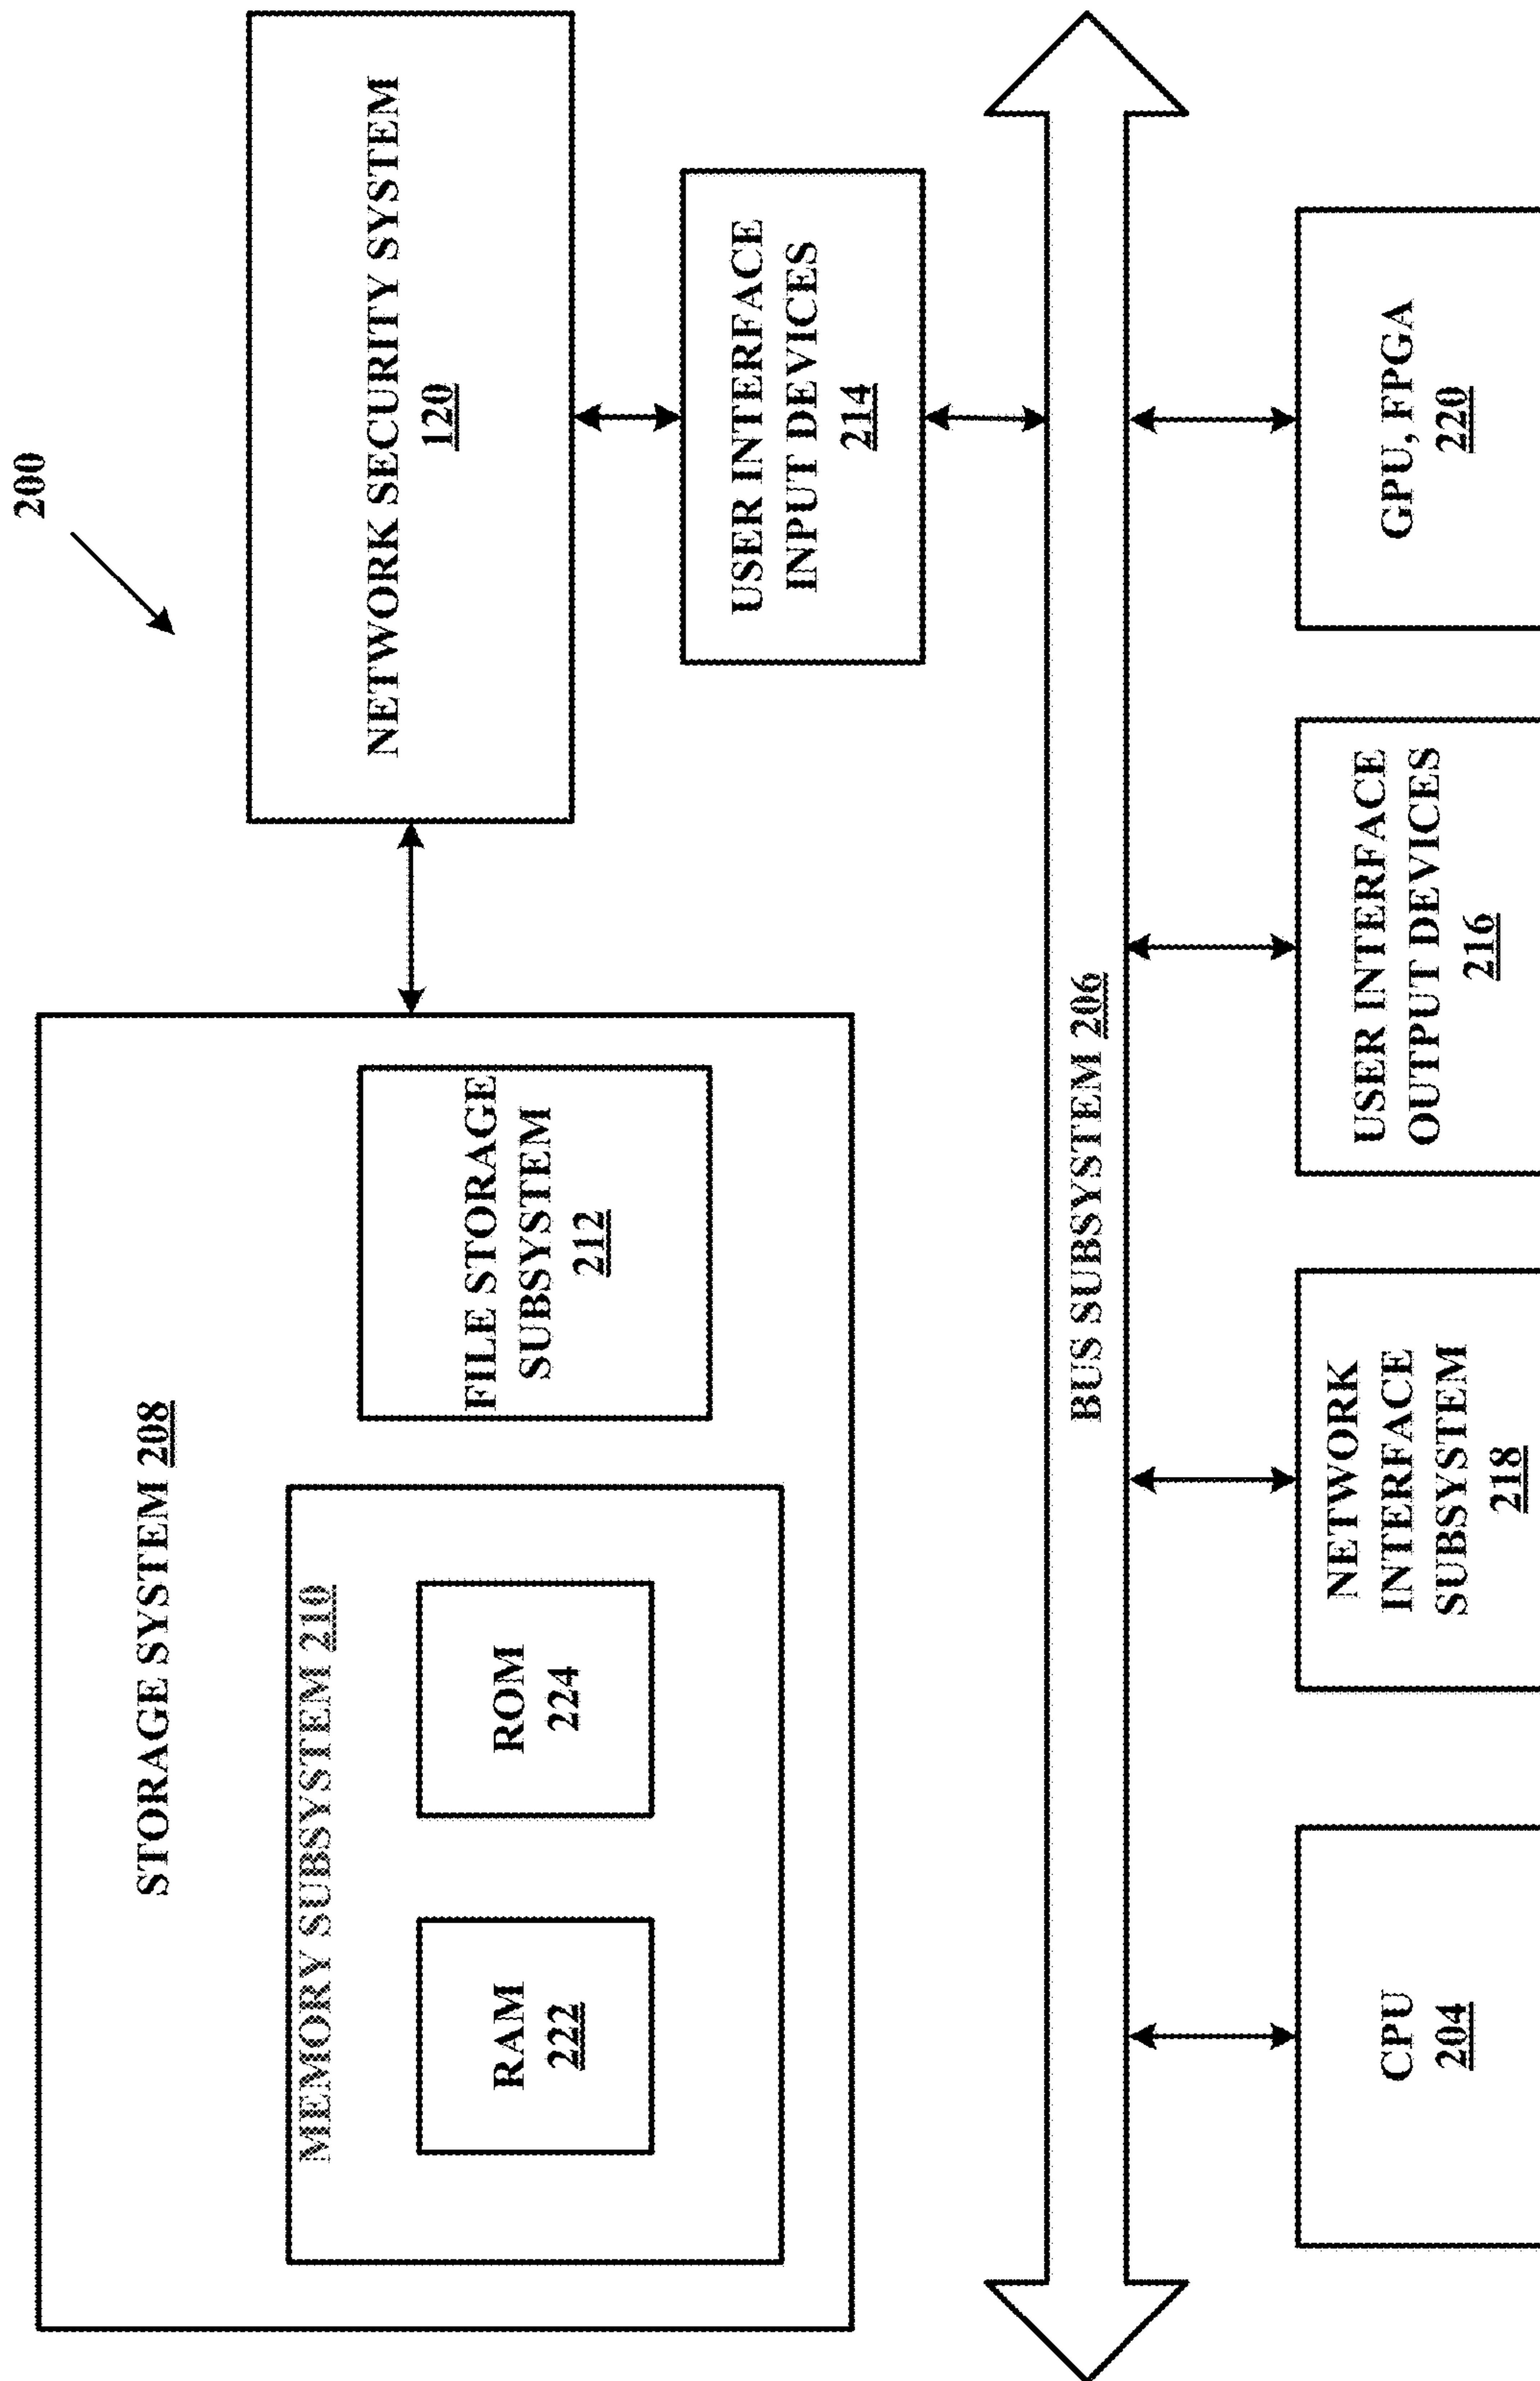 200
STORAGE SYSTEM 208
MEMORY SUBSYSTEM 210
RAM
222
ROM
224
FILE STORAGE
SUBSYSTEM
212
NETWORK SECURITY SYSTEM
120
USER INTERFACE
INPUT DEVICES
214
BUS SUBSYSTEM 206
CPU
204
NETWORK
INTERFACE
SUBSYSTEM
218
USER INTERFACE
OUTPUT DEVICES
216
GPU, FPGA
220